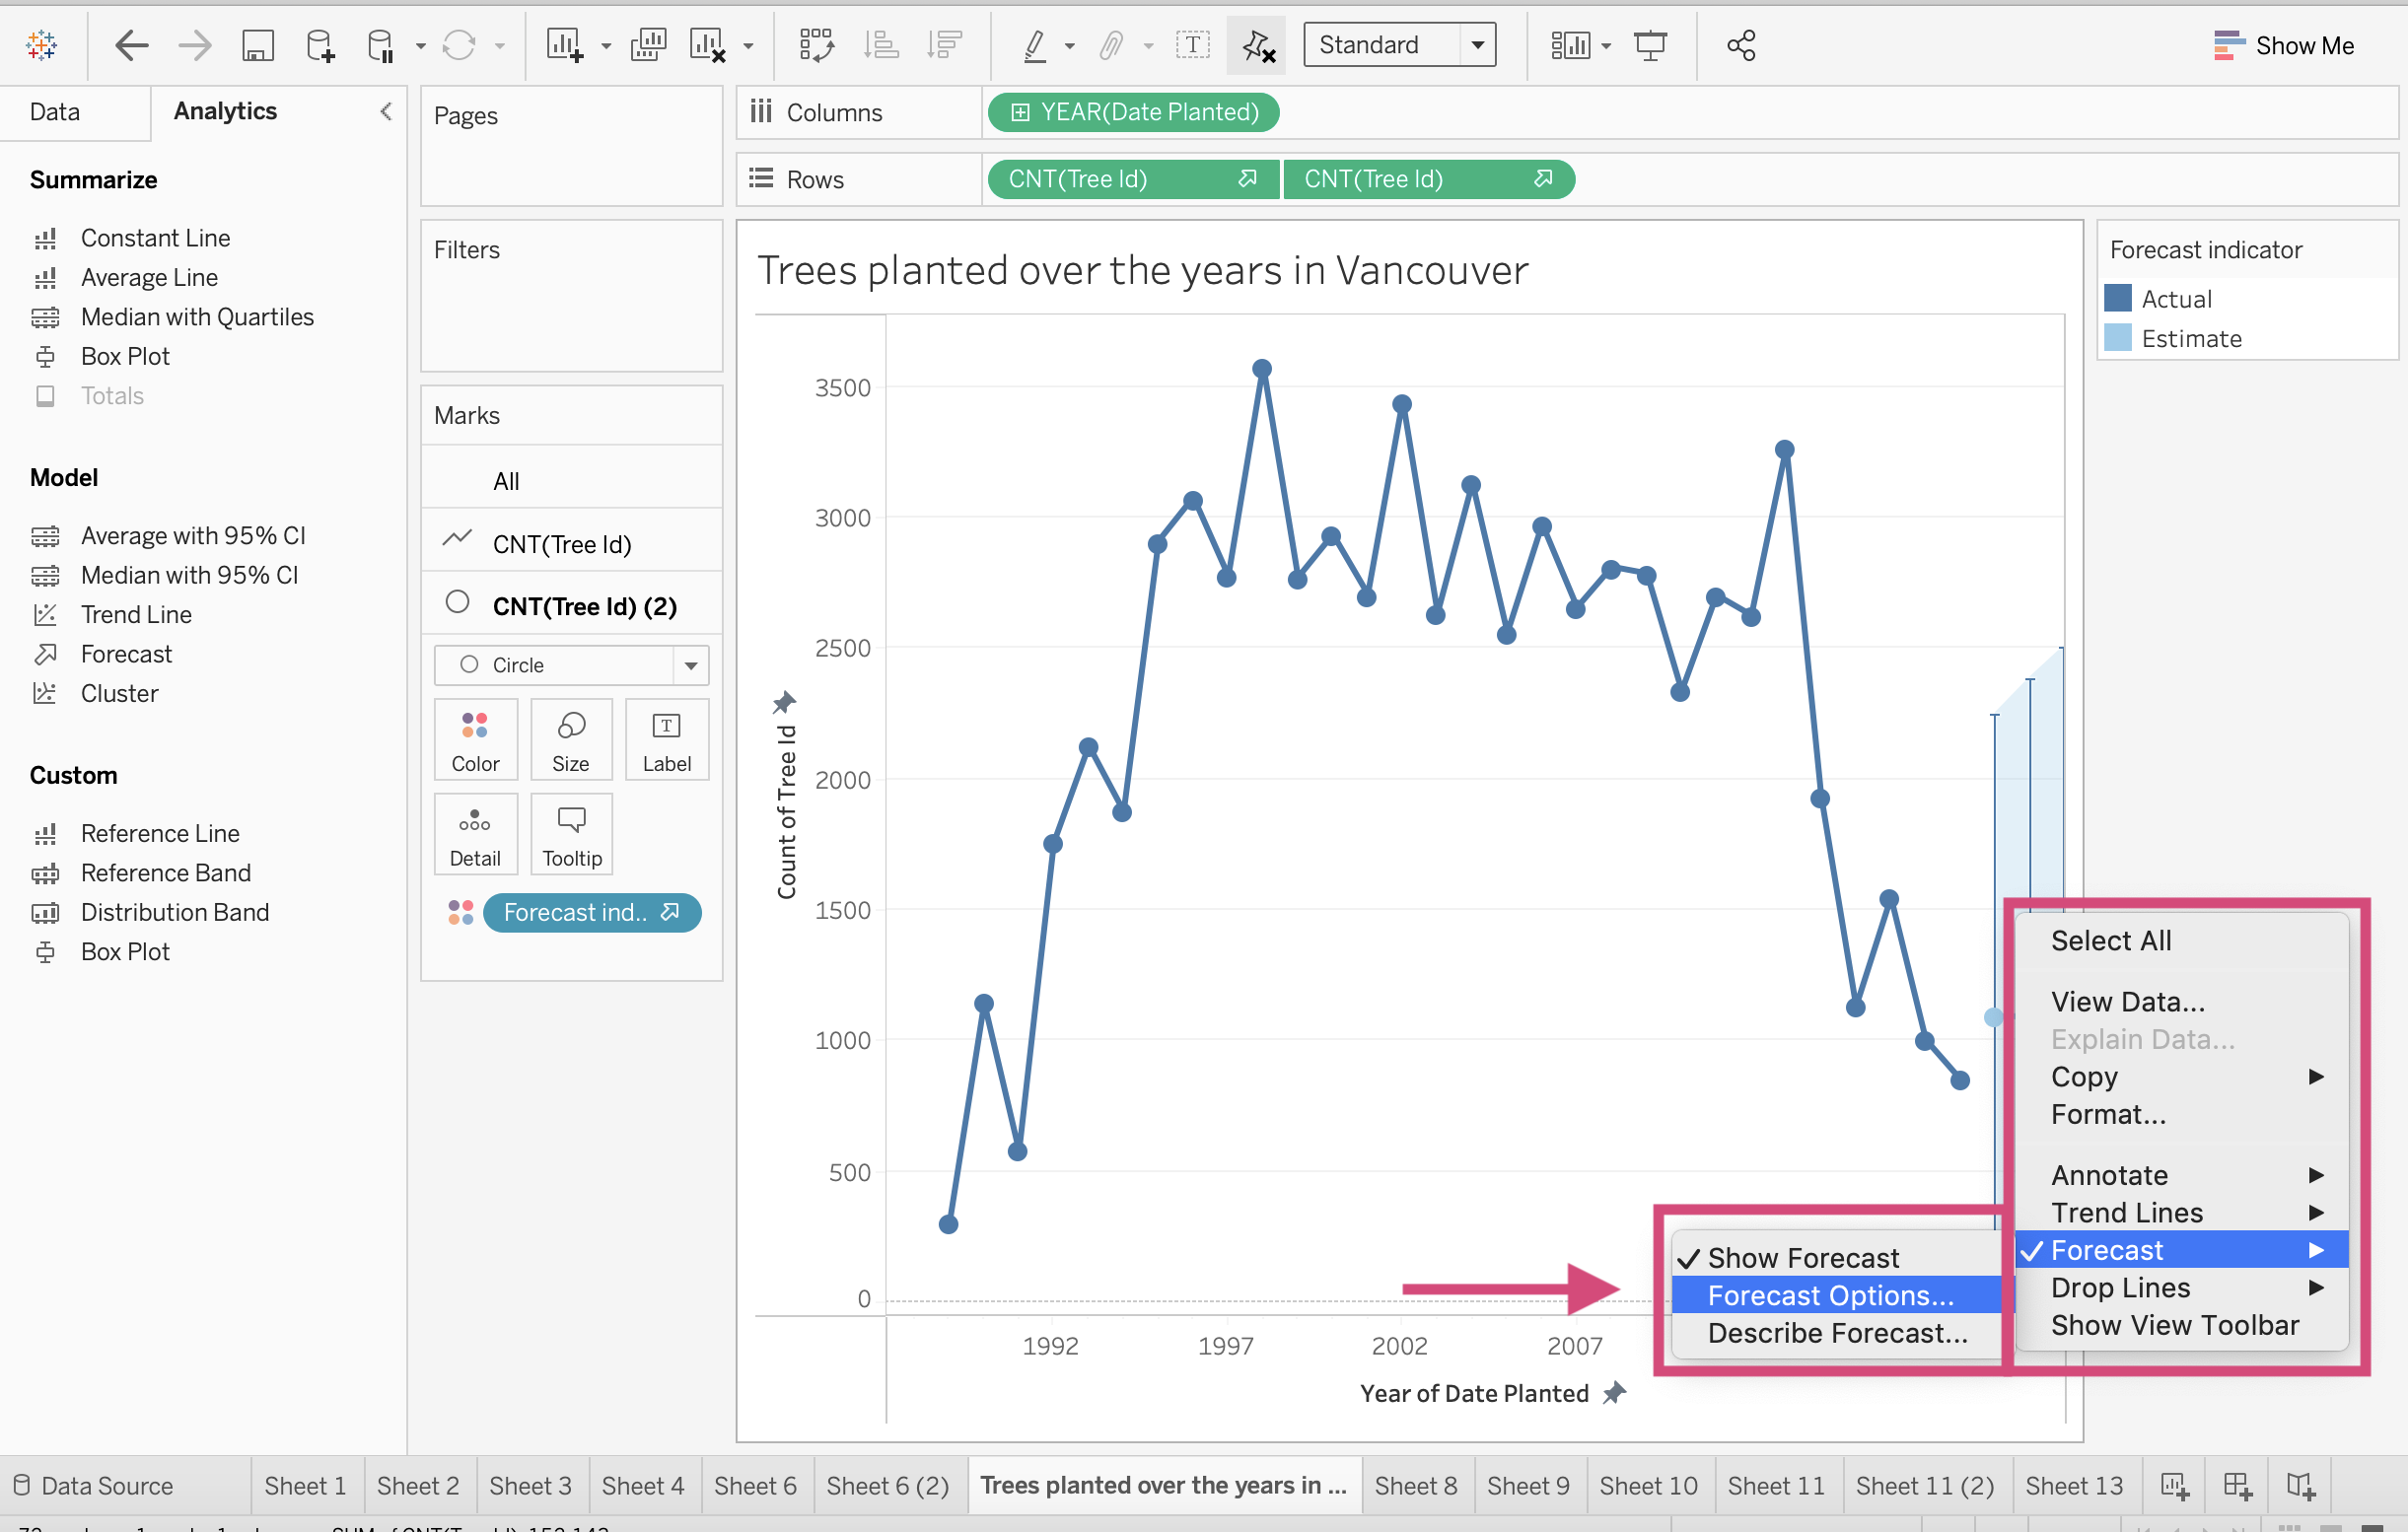 Standard
Show Me
Data
Analytics
Pages
Columns
YEAR(Date Planted)
Rows
CNT(Tree Id)
CNT(Tree Id)
Summarize
Constant Line
Average Line
Median with Quartiles
Box Plot
Totals
Model
Average with 95% CI
Median with 95% CI
Trend Line
Forecast
Cluster
Custom
Reference Line
Reference Band
Distribution Band
Box Plot
Filters
Marks
All
CNT(Tree Id)
CNT(Tree Id) (2)
Circle
Color
Size
Label
Detail
Tooltip
Forecast ind..
Trees planted over the years in Vancouver
3500
3000
2500
2000
1500
1000
500
0
Count of Tree Id
1992
1997
2002
2007
Year of Date Planted
Forecast indicator
Actual
Estimate
Select All
View Data...
Explain Data...
Copy
Format...
Annotate
Trend Lines
Forecast
Drop Lines
Show View Toolbar
Show Forecast
Forecast Options...
Describe Forecast...
Data Source
Sheet 1
Sheet 2
Sheet 3
Sheet 4
Sheet 6
Sheet 6 (2)
Trees planted over the years in ...
Sheet 8
Sheet 9
Sheet 10
Sheet 11
Sheet 11 (2)
Sheet 13